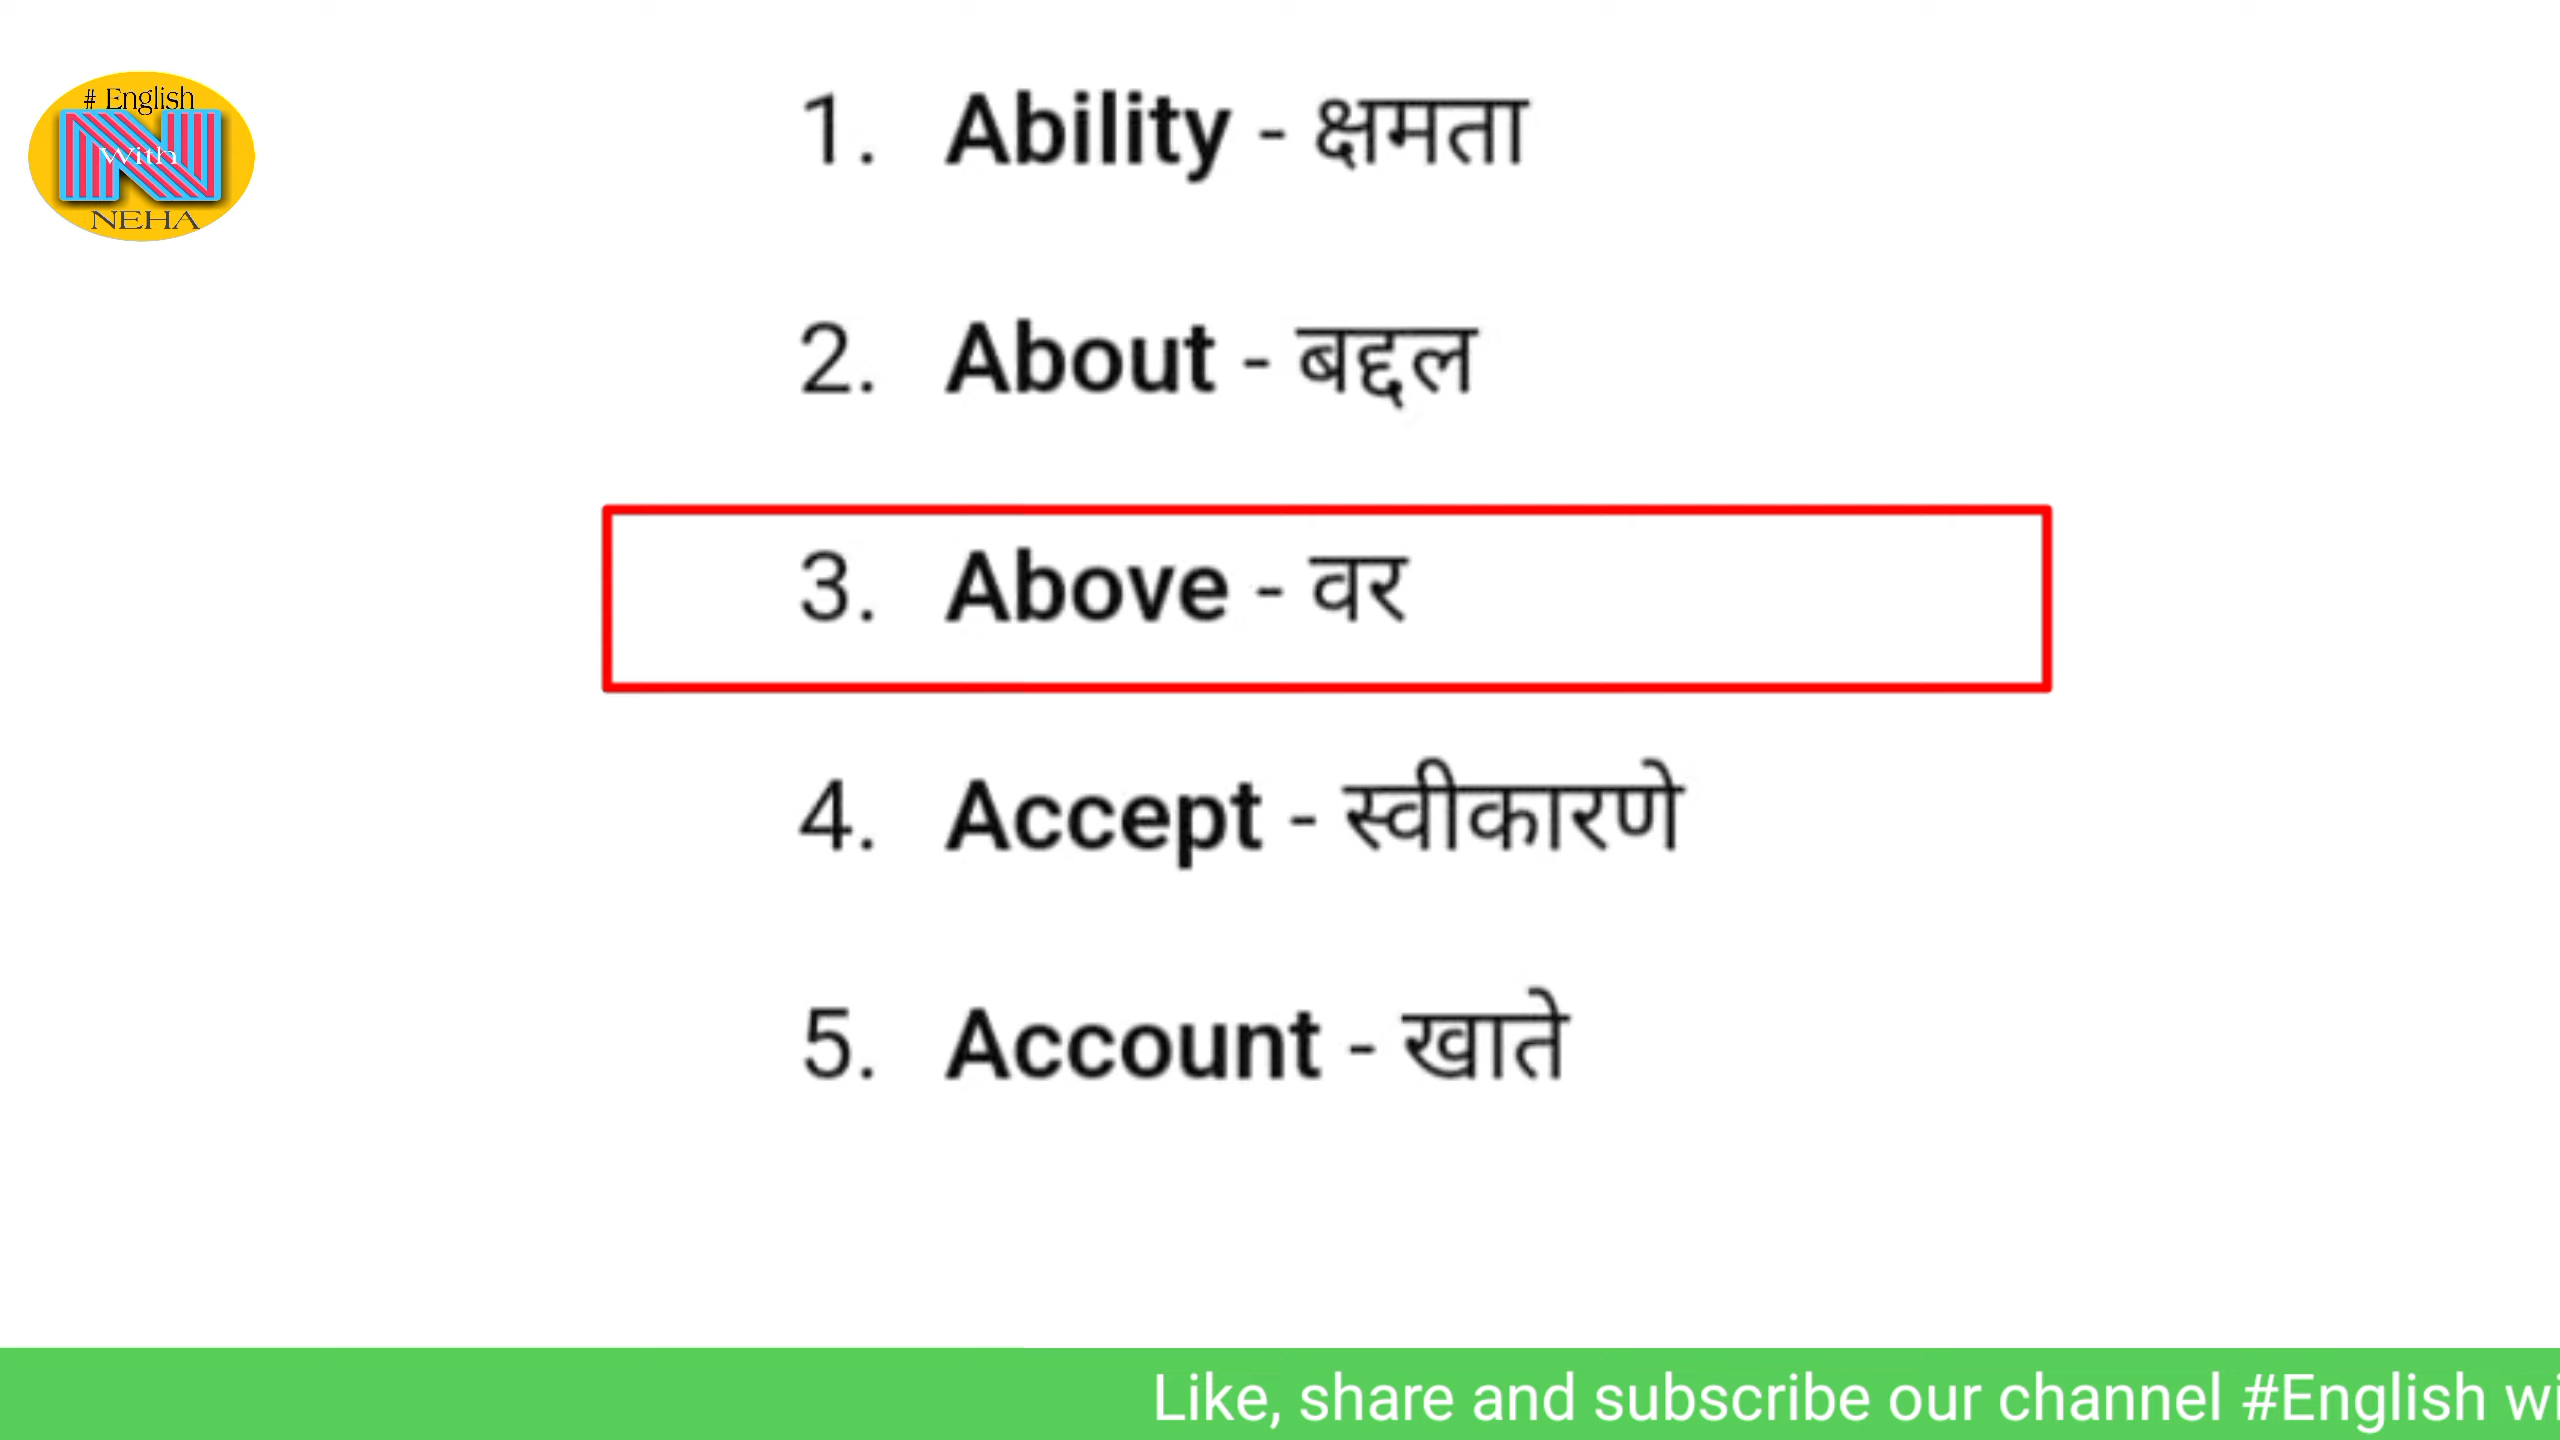 # English
With
NEHA
1. Ability - क्षमता
2. About - बद्दल
3. Above - वर
4. Accept - स्वीकारणे
5. Account - खाते
Like, share and subscribe our channel #English wi